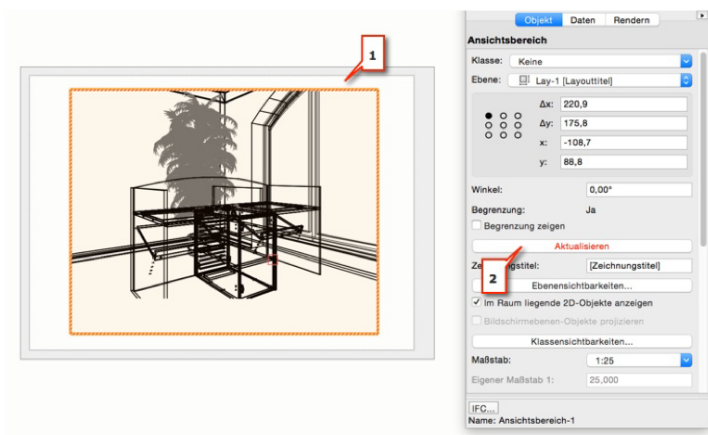 1
Objekt Daten Rendern
Ansichtsbereich
Klasse: Keine
Ebene: Lay-1 [Layouttitel]
Δx: 220,9
Δy: 175,8
x: -108,7
y: 88,8
Winkel: 0,00°
Begrenzung: Ja
Begrenzung zeigen
Aktualisieren
2
[Zeichnungstitel]
Ebenensichtbarkeiten...
Im Raum liegende 2D-Objekte anzeigen
Bildschirmebenen-Objekte projizieren
Klassensichtbarkeiten...
Maßstab: 1:25
Eigener Maßstab 1: 25,000
IFC...
Name: Ansichtsbereich-1